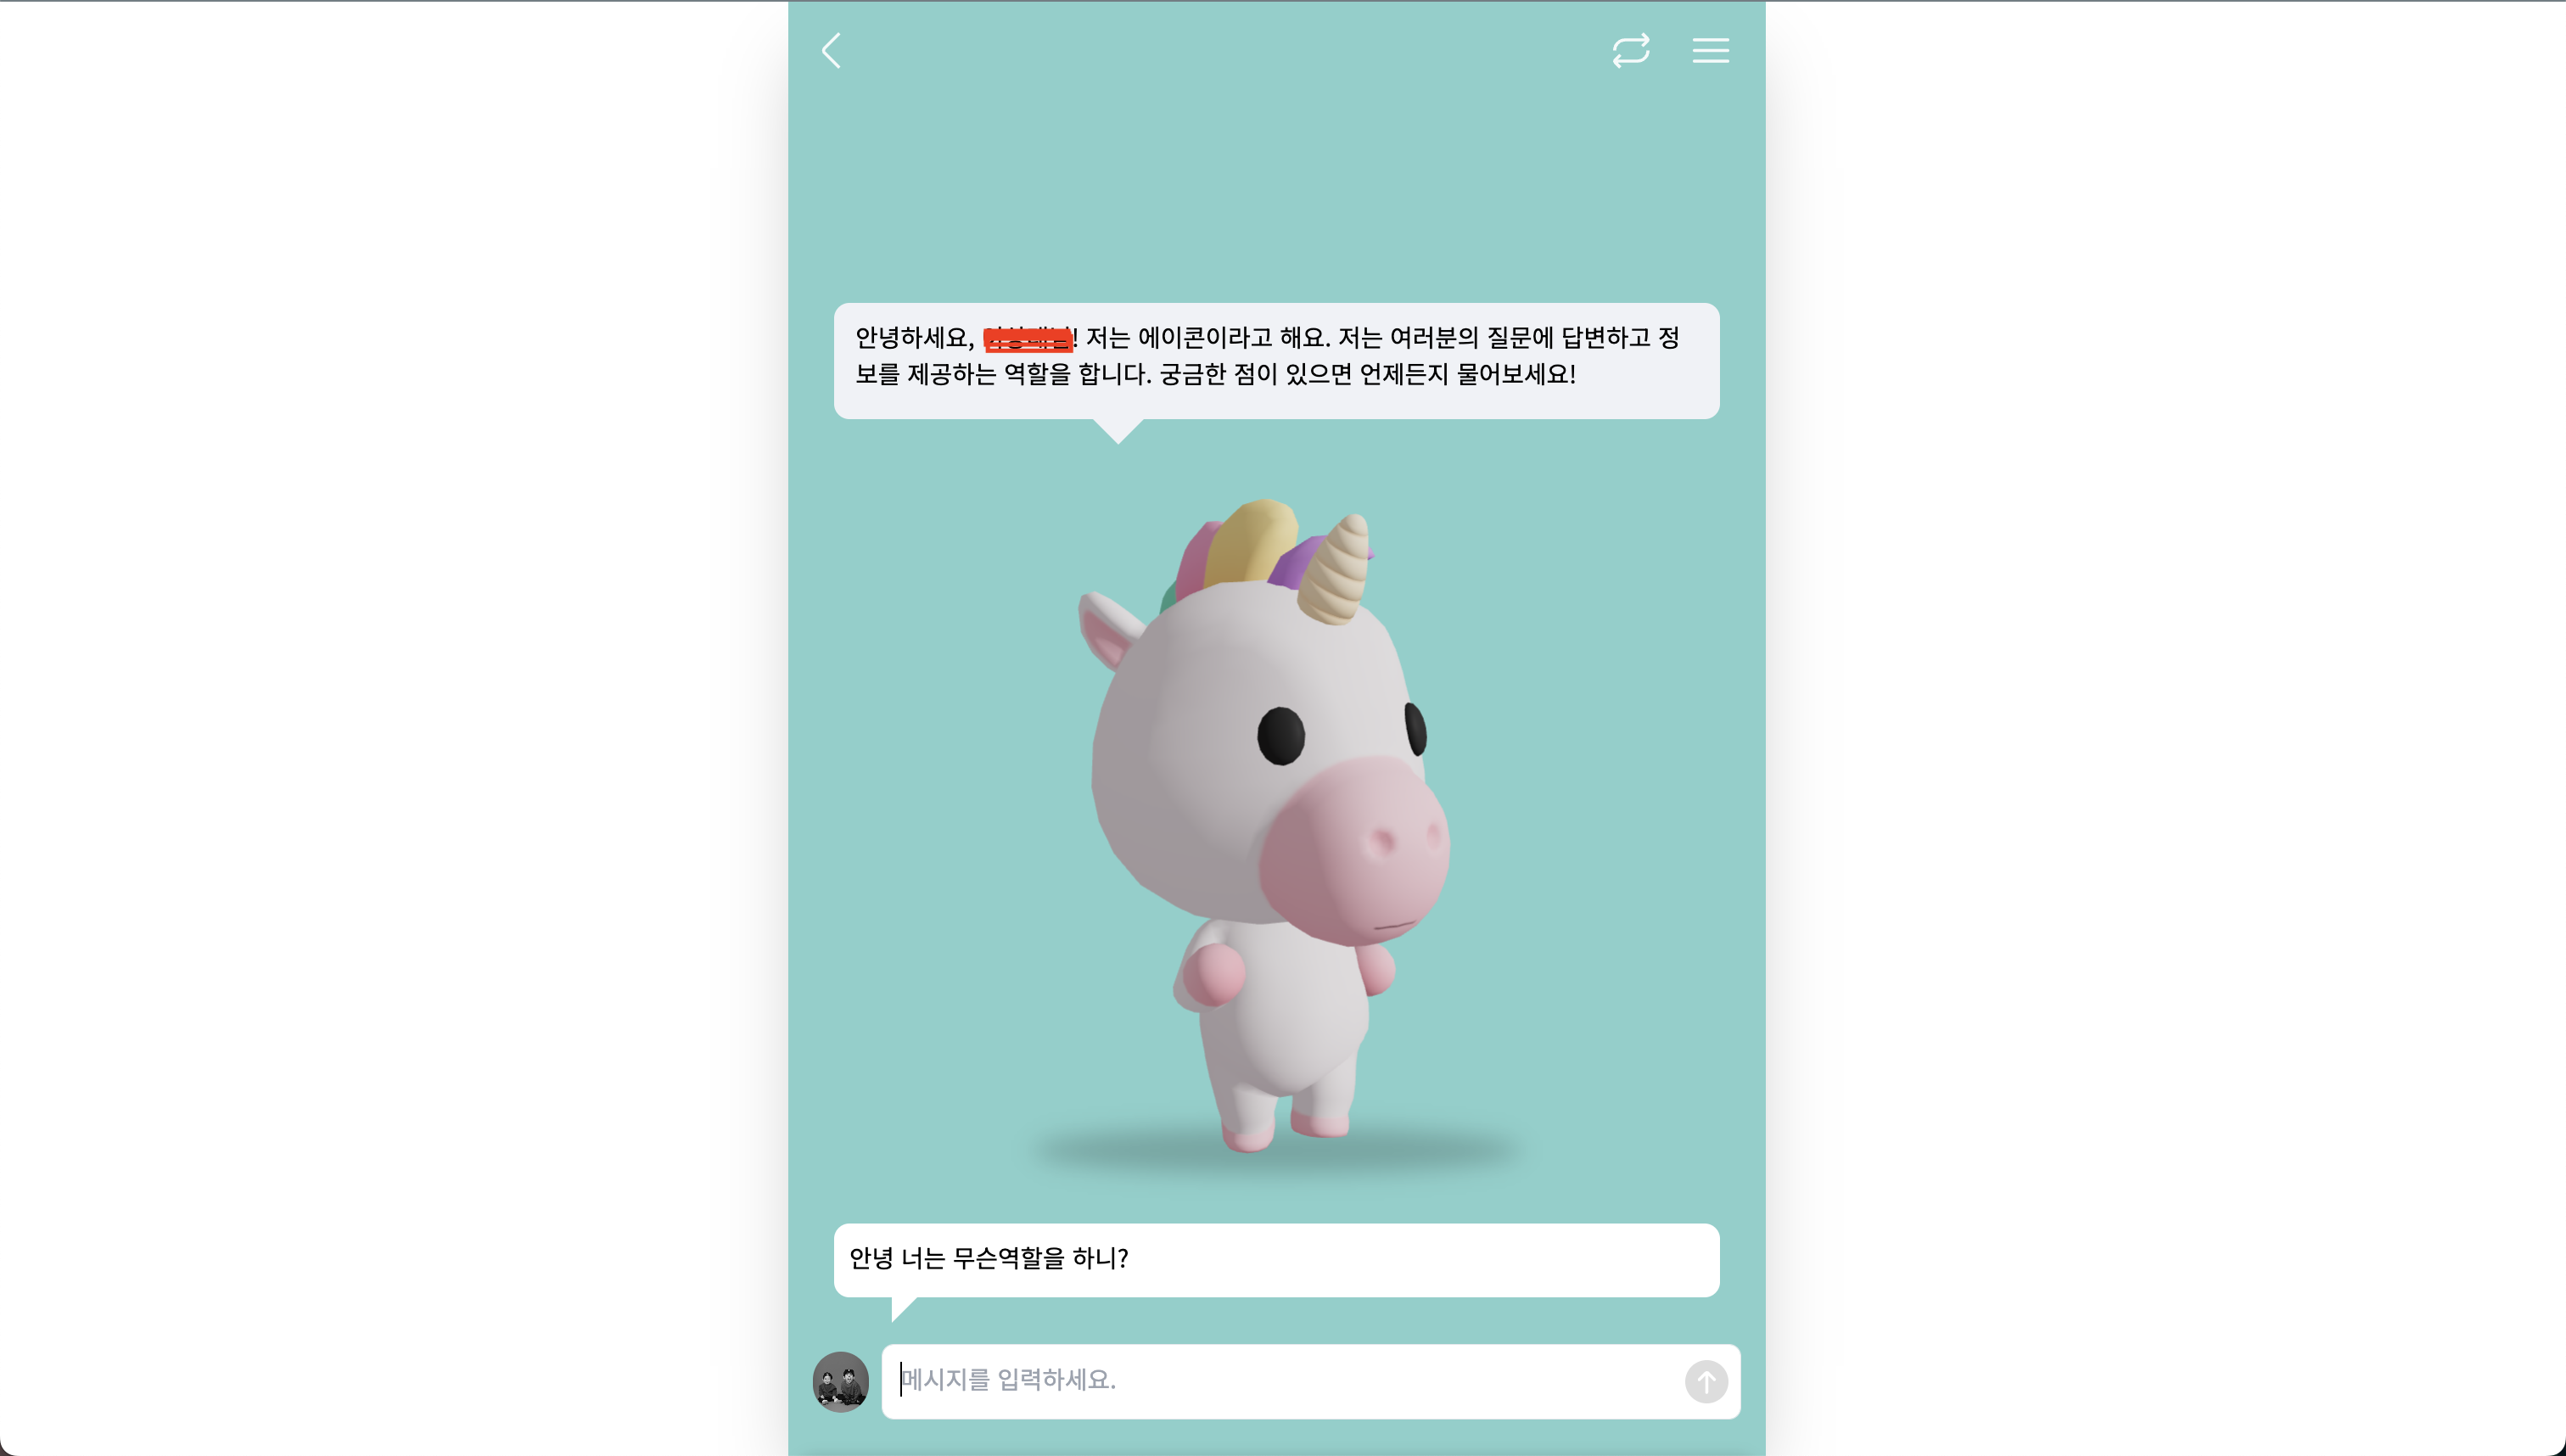 안녕하세요, ! 저는 에이콘이라고 해요. 저는 여러분의 질문에 답변하고 정
보를 제공하는 역할을 합니다. 궁금한 점이 있으면 언제든지 물어보세요!
안녕 너는 무슨역할을 하니?
메시지를 입력하세요.